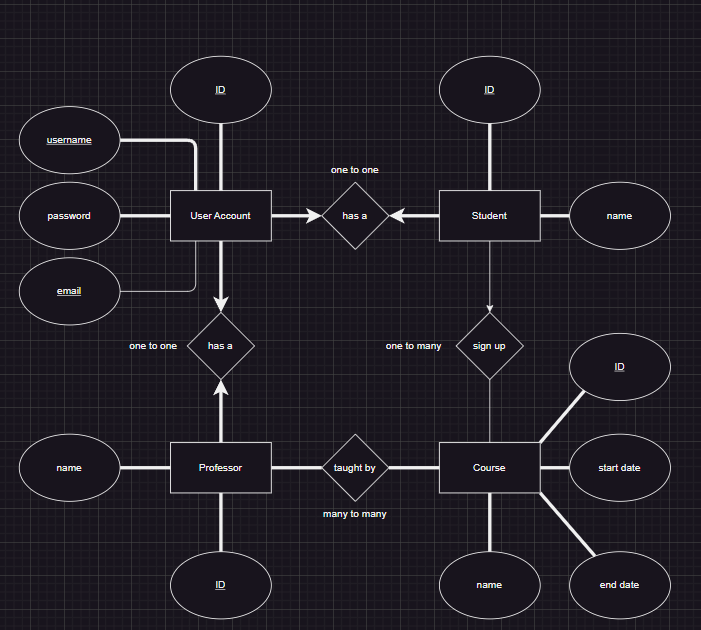 ID
ID
username
one to one
password
User Account
has a
Student
name
email
one to one
has a
one to many
sign up
ID
name
Professor
taught by
Course
start date
many to many
ID
name
end date